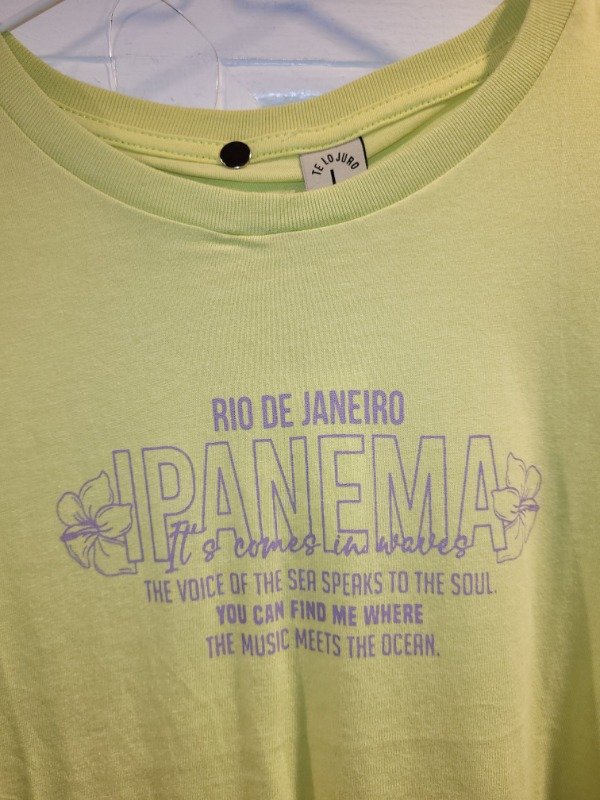 TE LO JURO
L
RIO DE JANEIRO
IPANEMA
It's comes in waves
THE VOICE OF THE SEA SPEAKS TO THE SOUL.
YOU CAN FIND ME WHERE
THE MUSIC MEETS THE OCEAN.